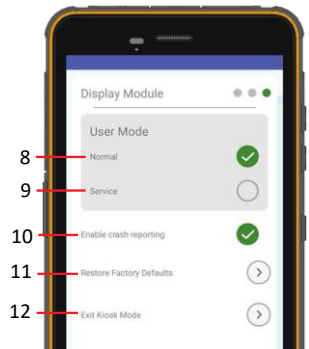 Display Module
User Mode
8 Normal
9 Service
10 Enable crash reporting
11 Restore Factory Defaults
12 Exit Kiosk Mode